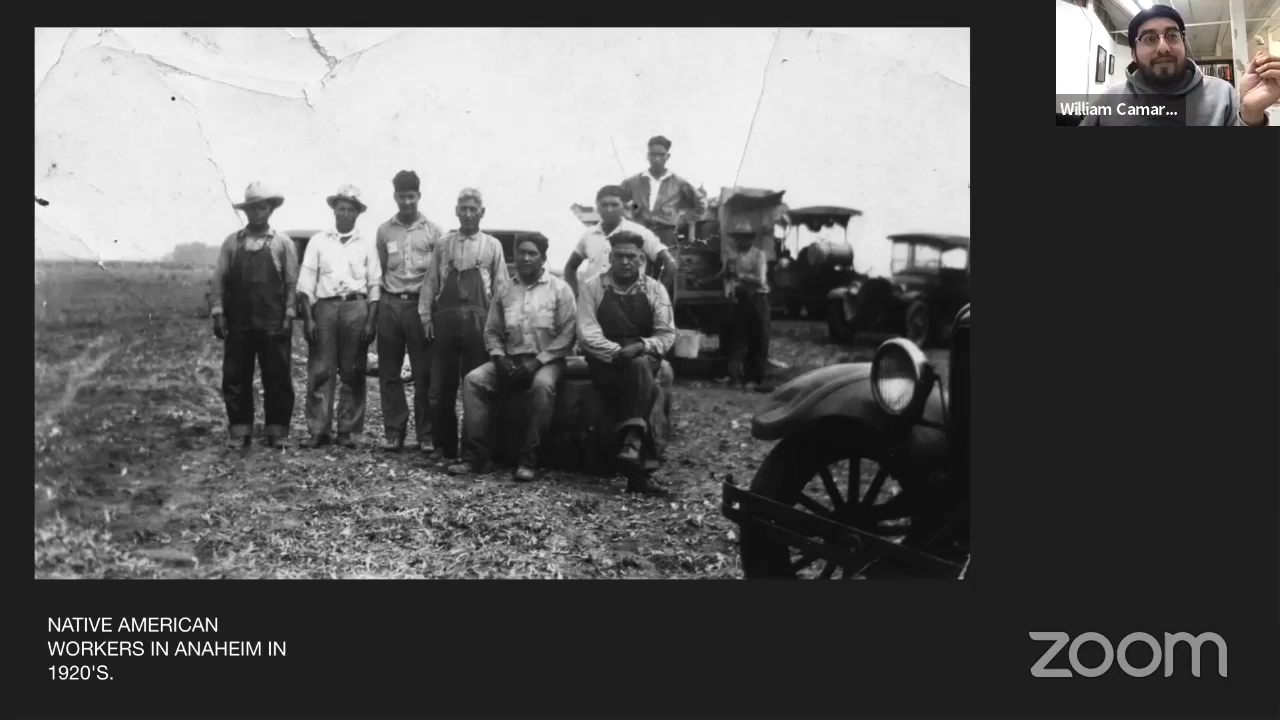 William Camar...
NATIVE AMERICAN
WORKERS IN ANAHEIM IN
1920'S.
zoom